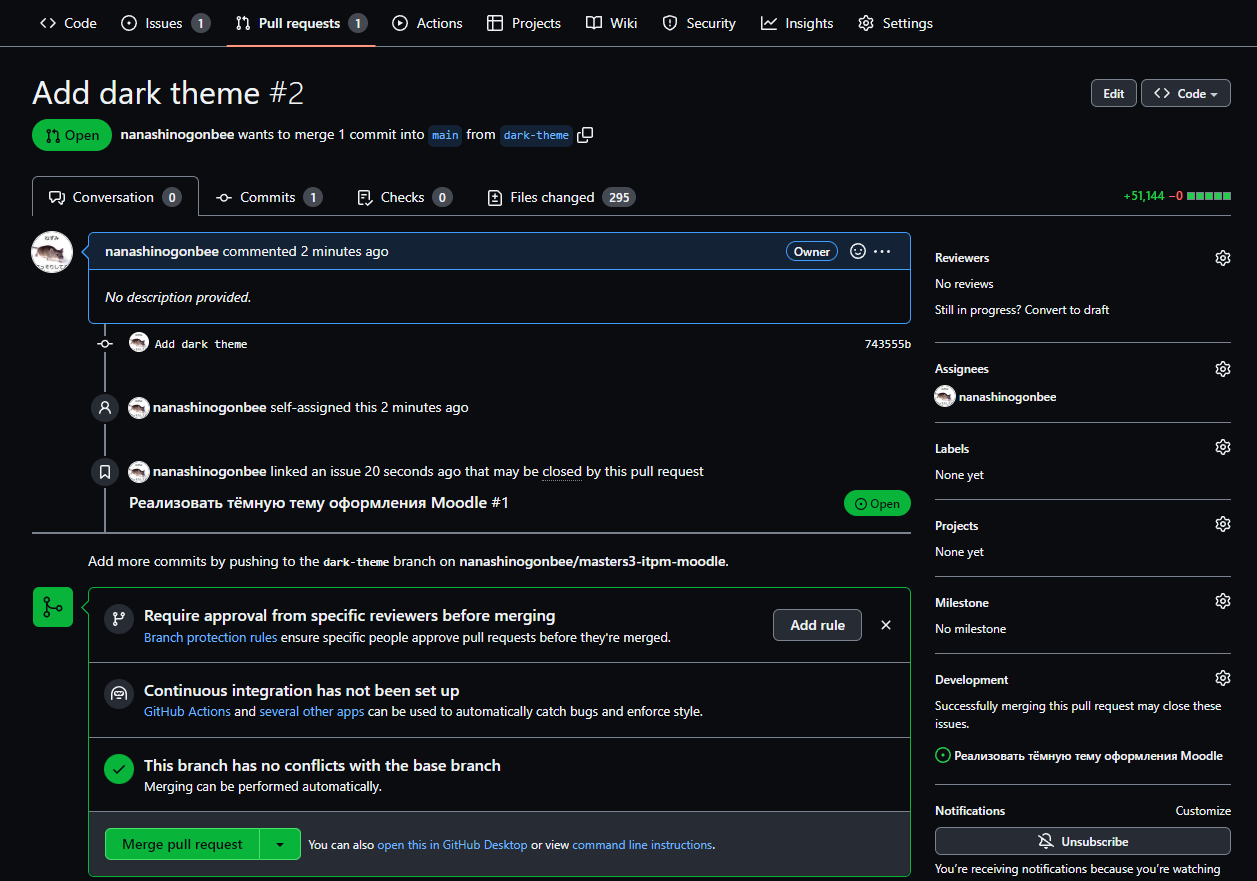 Code Issues 1 Pull requests 1 Actions Projects Wiki Security Insights Settings
Add dark theme #2
Edit Code
Open nanashinogonbee wants to merge 1 commit into main from dark-theme
Conversation 0 Commits 1 Checks 0 Files changed 295 +51,144 −0
nanashinogonbee commented 2 minutes ago Owner
No description provided.
Add dark theme 743555b
nanashinogonbee self-assigned this 2 minutes ago
nanashinogonbee linked an issue 20 seconds ago that may be closed by this pull request
Реализовать тёмную тему оформления Moodle #1 Open
Add more commits by pushing to the dark-theme branch on nanashinogonbee/masters3-itpm-moodle.
Require approval from specific reviewers before merging
Branch protection rules ensure specific people approve pull requests before they're merged.
Add rule
Continuous integration has not been set up
GitHub Actions and several other apps can be used to automatically catch bugs and enforce style.
This branch has no conflicts with the base branch
Merging can be performed automatically.
Merge pull request You can also open this in GitHub Desktop or view command line instructions.
Reviewers
No reviews
Still in progress? Convert to draft
Assignees
nanashinogonbee
Labels
None yet
Projects
None yet
Milestone
No milestone
Development
Successfully merging this pull request may close these
issues.
Реализовать тёмную тему оформления Moodle
Notifications Customize
Unsubscribe
You're receiving notifications because you're watching